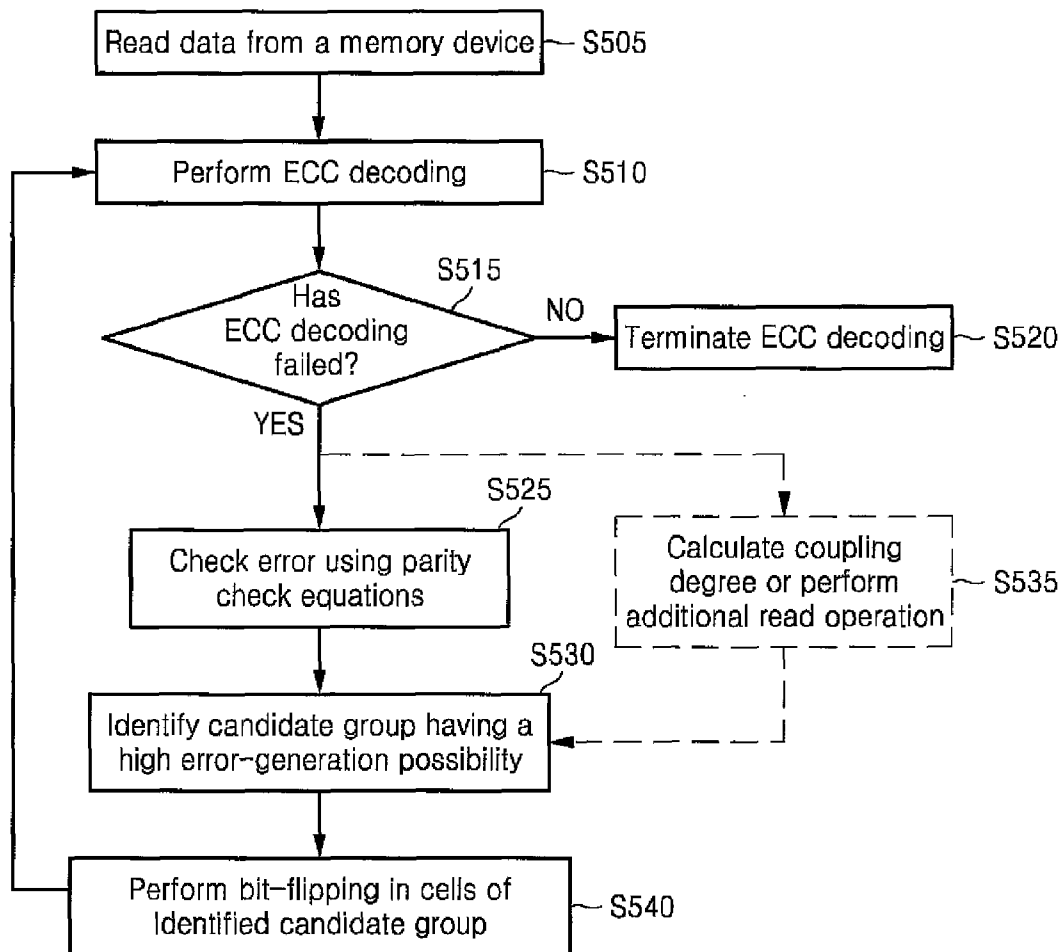 Read data from a memory device
S505
Perform ECC decoding
S510
S515
Has
ECC decoding
failed?
NO
Terminate ECC decoding
S520
YES
S525
Check error using parity
check equations
Calculate coupling
degree or perform
additional read operation
S535
S530
Identify candidate group having a
high error-generation possibility
Perform bit-flipping in cells of
Identified candidate group
S540